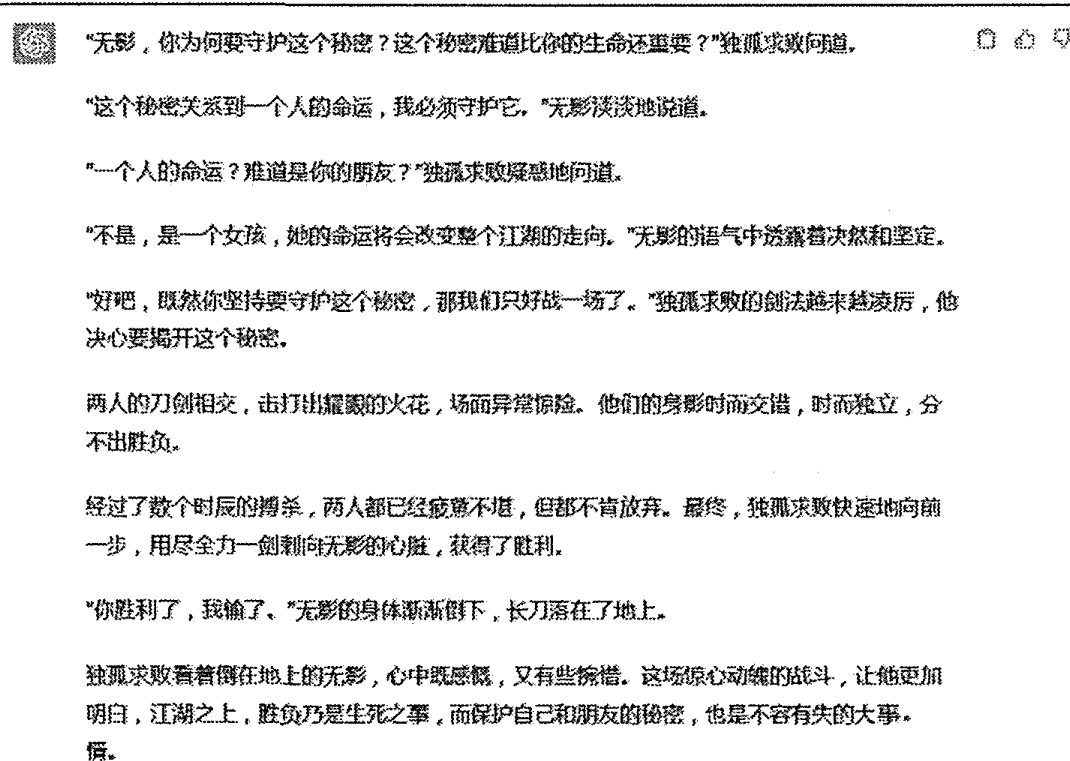 "无影，你为何要守护这个秘密？这个秘密难道比你的生命还重要？"独孤求败问道。
"这个秘密关系到一个人的命运，我必须守护它。"无影淡淡地说道。
"一个人的命运？难道是你的朋友？"独孤求败疑惑地问道。
"不是，是一个女孩，她的命运将会改变整个江湖的走向。"无影的语气中透露着决然和坚定。
"好吧，既然你坚持要守护这个秘密，那我们只好战一场了。"独孤求败的剑法越来越凌厉，他
决心要揭开这个秘密。
两人的刀剑相交，击打出耀眼的火花，场面异常惊险。他们的身影时而交错，时而独立，分
不出胜负。
经过了数个时辰的搏杀，两人都已经疲惫不堪，但都不肯放弃。最终，独孤求败快速地向前
一步，用尽全力一剑刺向无影的心脏，获得了胜利。
"你胜利了，我输了。"无影的身体渐渐倒下，长刀落在了地上。
独孤求败看着倒在地上的无影，心中既感慨，又有些惋惜。这场惊心动魄的战斗，让他更加
明白，江湖之上，胜负乃是生死之事，而保护自己和朋友的秘密，也是不容有失的大事。
情。